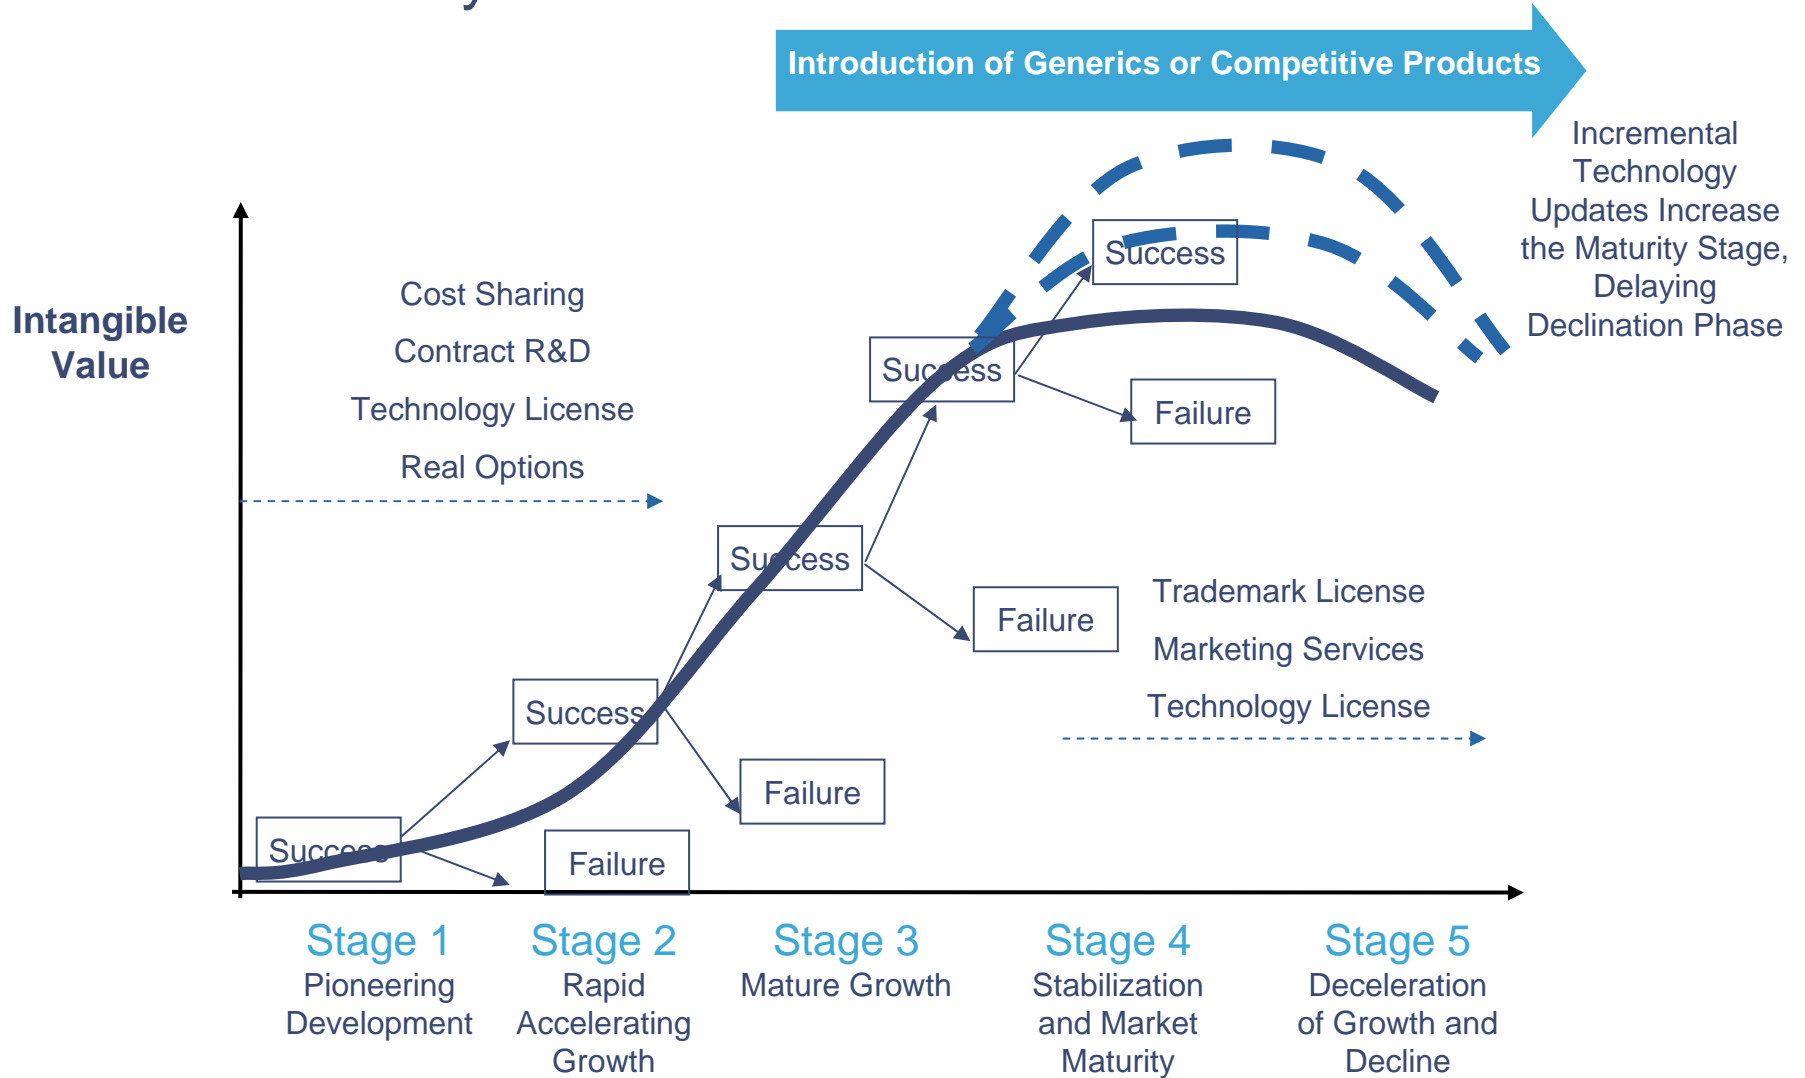 Introduction of Generics or Competitive Products
Incremental
Technology
Updates Increase
the Maturity Stage,
Delaying
Declination Phase
Intangible
Value
Cost Sharing
Contract R&D
Technology License
Real Options
Success
Failure
Success
Failure
Success
Failure
Success
Failure
Success
Trademark License
Marketing Services
Technology License
Stage 1
Pioneering
Development
Stage 2
Rapid
Accelerating
Growth
Stage 3
Mature Growth
Stage 4
Stabilization
and Market
Maturity
Stage 5
Deceleration
of Growth and
Decline